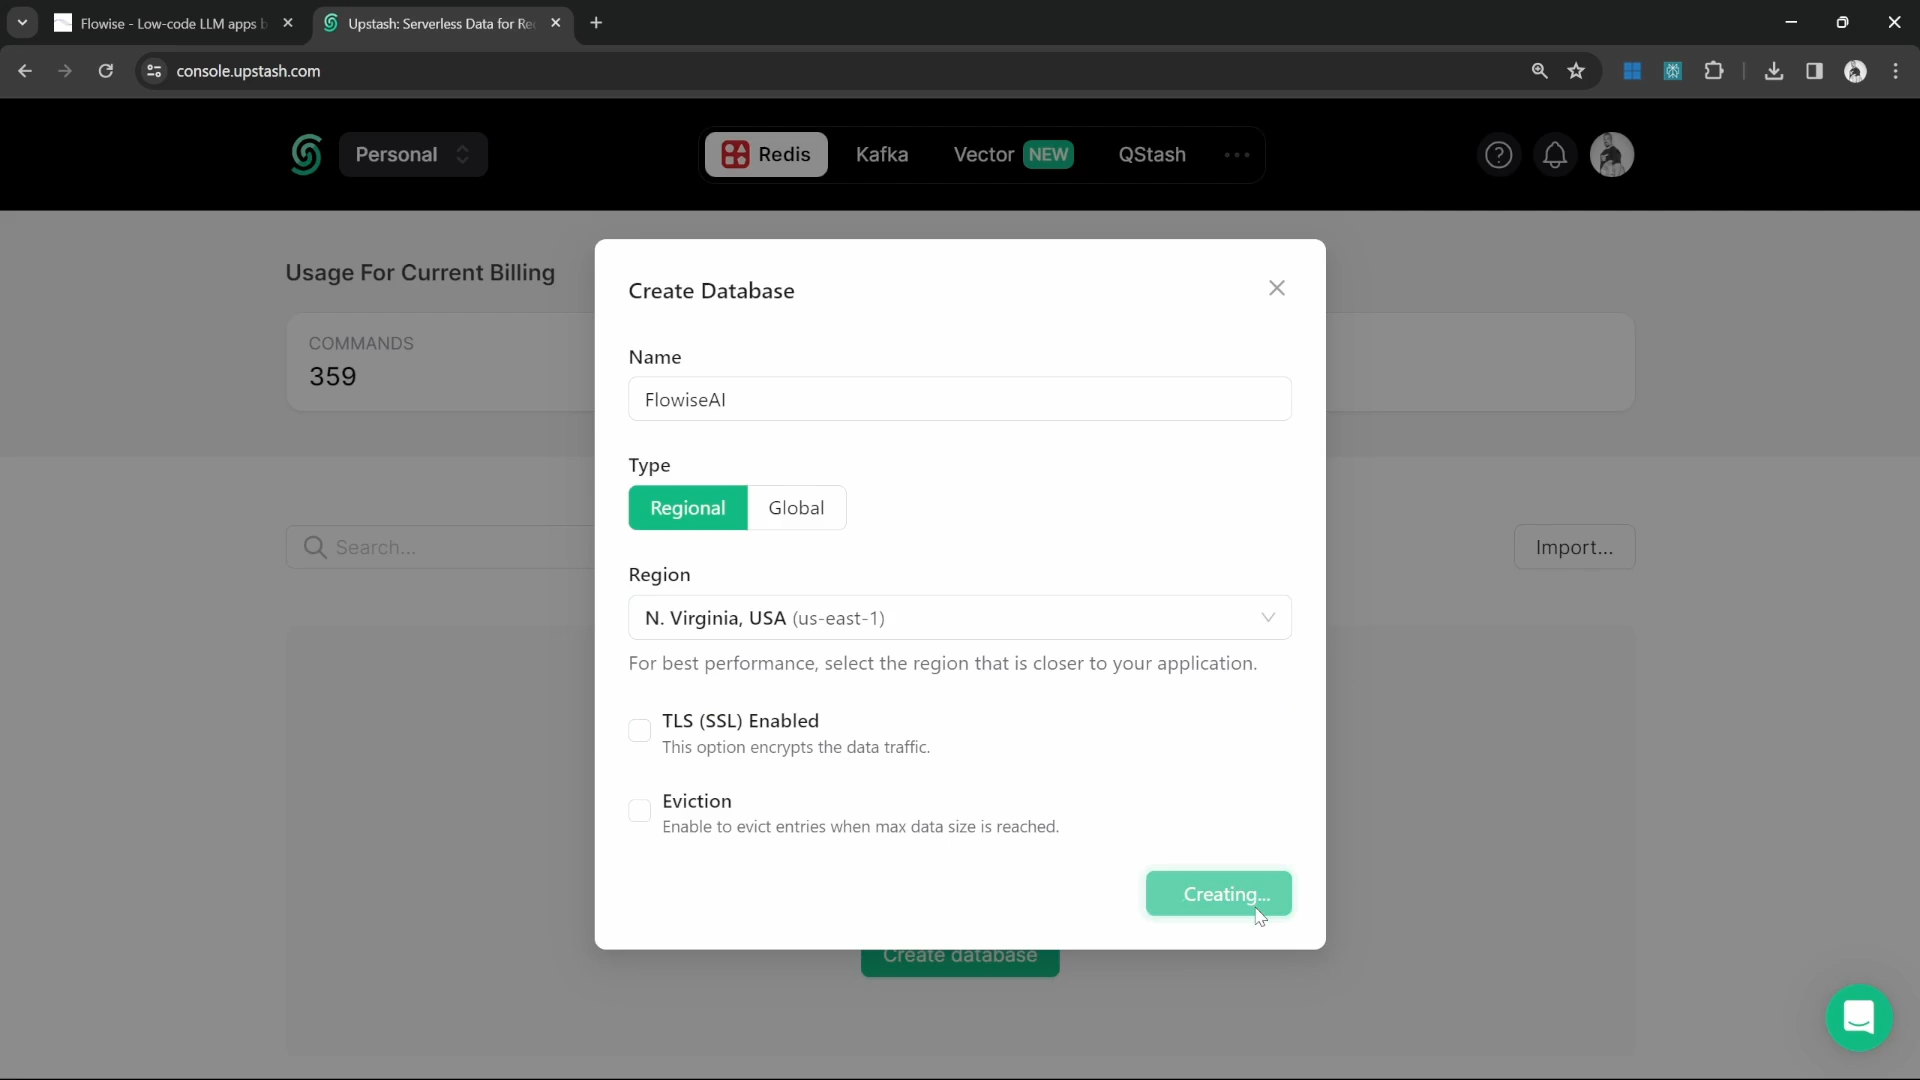 Flowise - Low-code LLM apps b
Upstash: Serverless Data for Re
console.upstash.com
Personal
Redis
Kafka
Vector NEW
QStash
Usage For Current Billing
COMMANDS
359
Search...
Import...
Create Database
Name
FlowiseAI
Type
Regional
Global
Region
N. Virginia, USA (us-east-1)
For best performance, select the region that is closer to your application.
TLS (SSL) Enabled
This option encrypts the data traffic.
Eviction
Enable to evict entries when max data size is reached.
Creating...
Create database